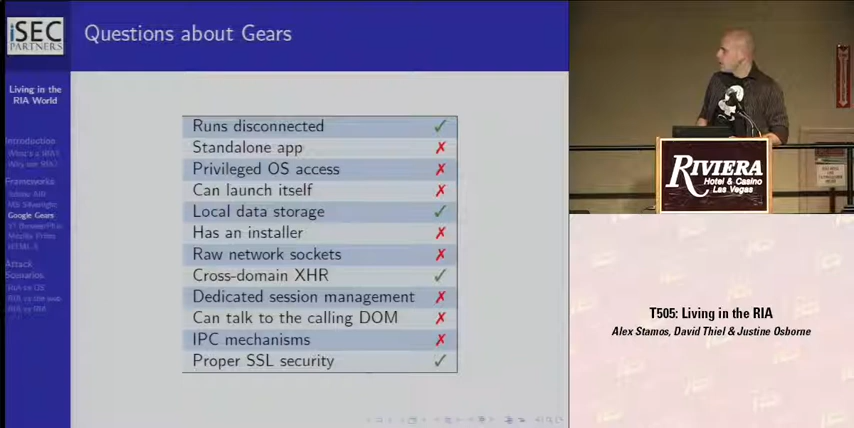 iSEC
PARTNERS
Questions about Gears
Living in the
RIA World
Introduction
What's a RIA?
Why use RIA?
Frameworks
Adobe AIR
MS Silverlight
Google Gears
Y! BrowserPlus
Mozilla Prism
HTML 5
Attack
Scenarios
RIA vs OS
RIA vs the web
RIA vs RIA
Runs disconnected ✓
Standalone app ✗
Privileged OS access ✗
Can launch itself ✗
Local data storage ✓
Has an installer ✗
Raw network sockets ✗
Cross-domain XHR ✓
Dedicated session management ✗
Can talk to the calling DOM ✗
IPC mechanisms ✗
Proper SSL security ✓
RIVIERA
Hotel & Casino
Las Vegas
T505: Living in the RIA
Alex Stamos, David Thiel & Justine Osborne